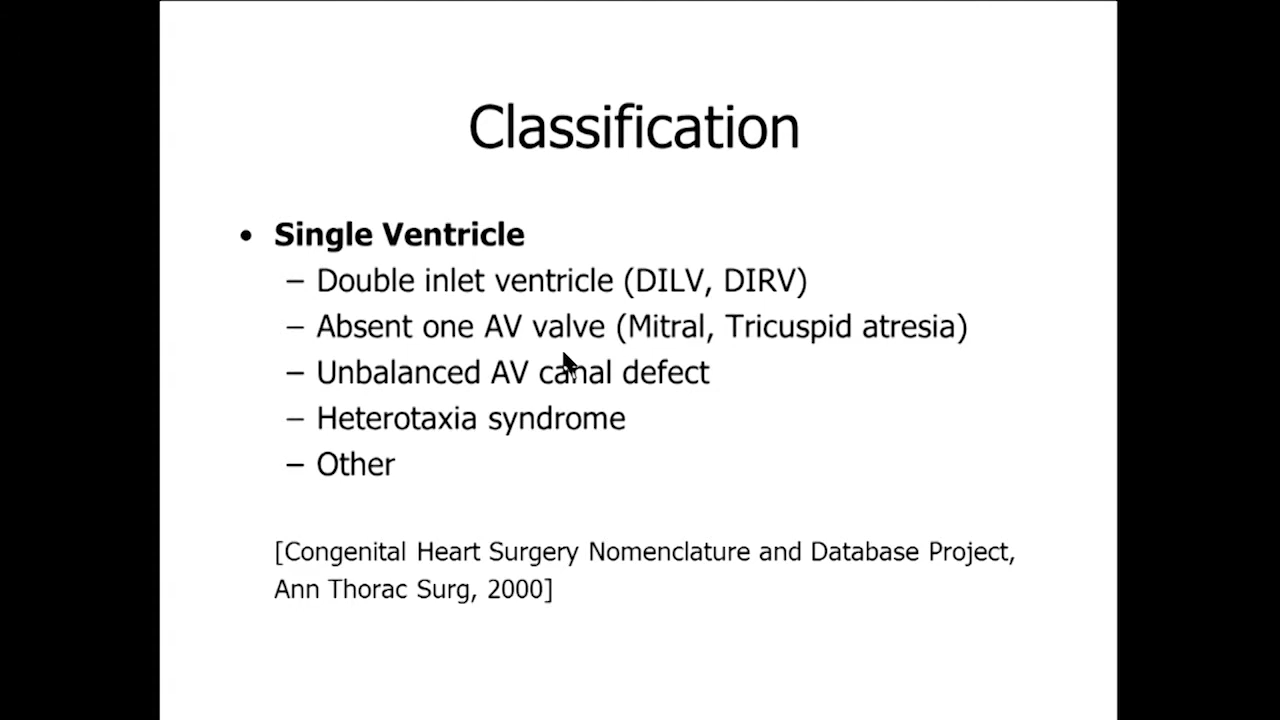 Classification
• Single Ventricle
– Double inlet ventricle (DILV, DIRV)
– Absent one AV valve (Mitral, Tricuspid atresia)
– Unbalanced AV canal defect
– Heterotaxia syndrome
– Other
[Congenital Heart Surgery Nomenclature and Database Project,
Ann Thorac Surg, 2000]